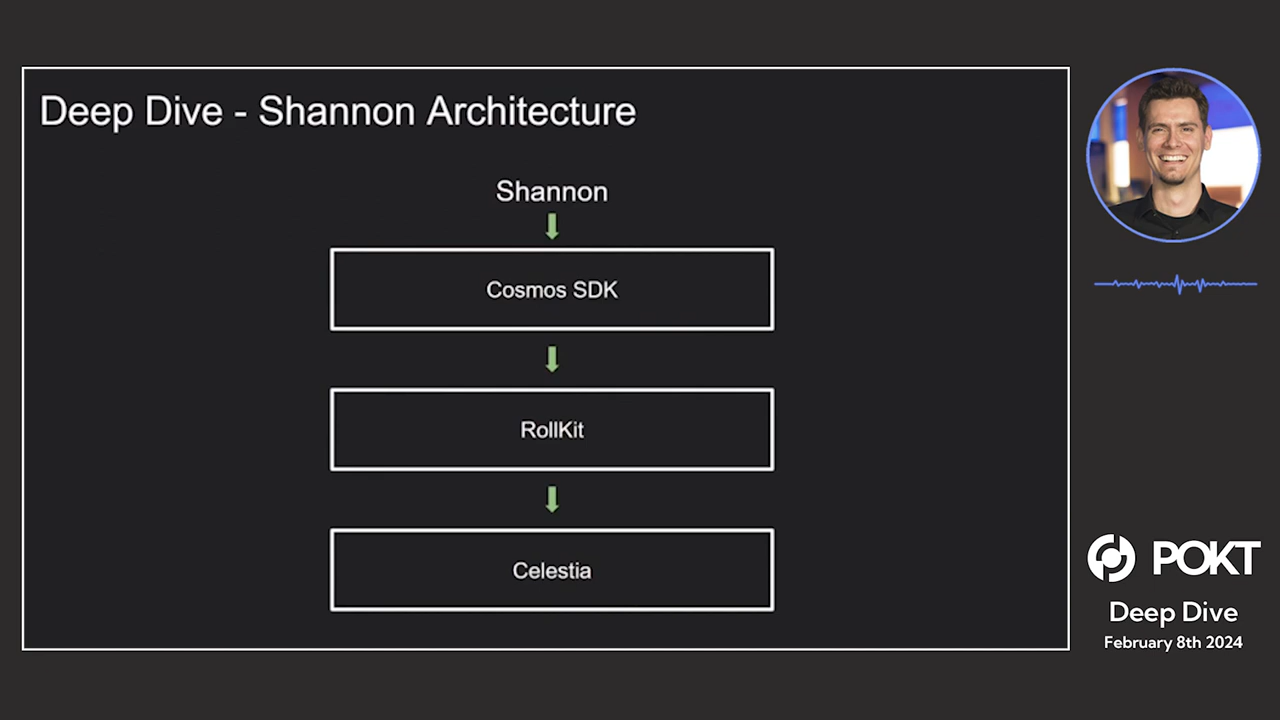 Deep Dive - Shannon Architecture
Shannon
Cosmos SDK
RollKit
Celestia
POKT
Deep Dive
February 8th 2024